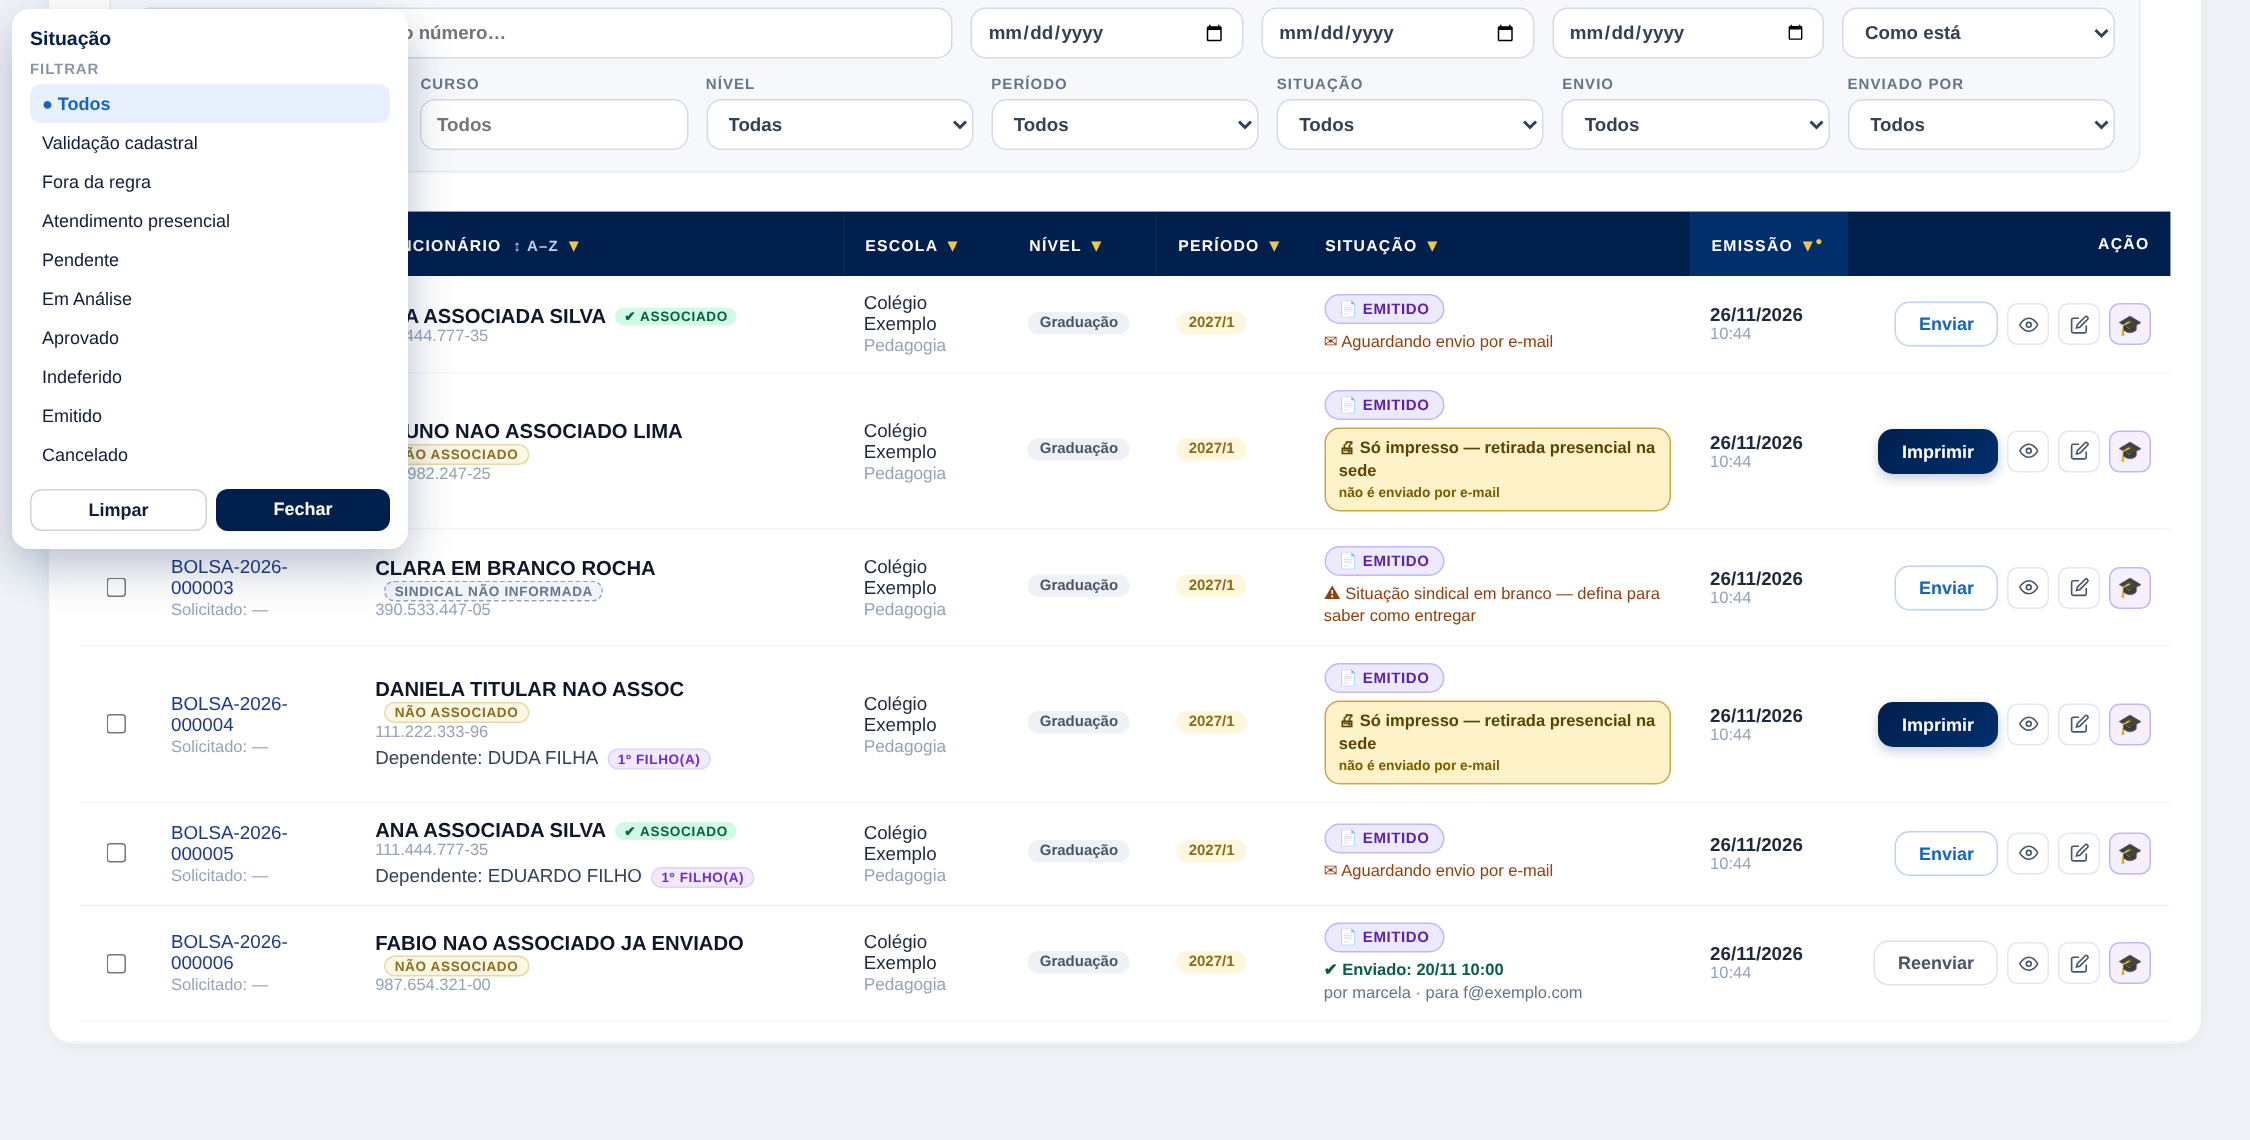 Situação
FILTRAR
● Todos
Validação cadastral
Fora da regra
Atendimento presencial
Pendente
Em Análise
Aprovado
Indeferido
Emitido
Cancelado
Limpar Fechar
número... mm/dd/yyyy mm/dd/yyyy mm/dd/yyyy Como está
CURSO NÍVEL PERÍODO SITUAÇÃO ENVIO ENVIADO POR
Todos Todas Todos Todos Todos Todos
↕ A–Z ▼ ESCOLA ▼ NÍVEL ▼ PERÍODO ▼ SITUAÇÃO ▼ EMISSÃO ▼• AÇÃO
ASSOCIADA SILVA ✔ ASSOCIADO
444.777-35
Colégio
Exemplo
Pedagogia
Graduação
2027/1
📄 EMITIDO
✉ Aguardando envio por e-mail
26/11/2026
10:44
Enviar
NAO ASSOCIADO LIMA
ASSOCIADO
982.247-25
Colégio
Exemplo
Pedagogia
Graduação
2027/1
📄 EMITIDO
🖨 Só impresso — retirada presencial na
sede
não é enviado por e-mail
26/11/2026
10:44
Imprimir
BOLSA-2026-
000003
Solicitado: —
CLARA EM BRANCO ROCHA
SINDICAL NÃO INFORMADA
390.533.447-05
Colégio
Exemplo
Pedagogia
Graduação
2027/1
📄 EMITIDO
⚠ Situação sindical em branco — defina para
saber como entregar
26/11/2026
10:44
Enviar
BOLSA-2026-
000004
Solicitado: —
DANIELA TITULAR NAO ASSOC
NÃO ASSOCIADO
111.222.333-96
Dependente: DUDA FILHA 1º FILHO(A)
Colégio
Exemplo
Pedagogia
Graduação
2027/1
📄 EMITIDO
🖨 Só impresso — retirada presencial na
sede
não é enviado por e-mail
26/11/2026
10:44
Imprimir
BOLSA-2026-
000005
Solicitado: —
ANA ASSOCIADA SILVA ✔ ASSOCIADO
111.444.777-35
Dependente: EDUARDO FILHO 1º FILHO(A)
Colégio
Exemplo
Pedagogia
Graduação
2027/1
📄 EMITIDO
✉ Aguardando envio por e-mail
26/11/2026
10:44
Enviar
BOLSA-2026-
000006
Solicitado: —
FABIO NAO ASSOCIADO JA ENVIADO
NÃO ASSOCIADO
987.654.321-00
Colégio
Exemplo
Pedagogia
Graduação
2027/1
📄 EMITIDO
✔ Enviado: 20/11 10:00
por marcela · para f@exemplo.com
26/11/2026
10:44
Reenviar